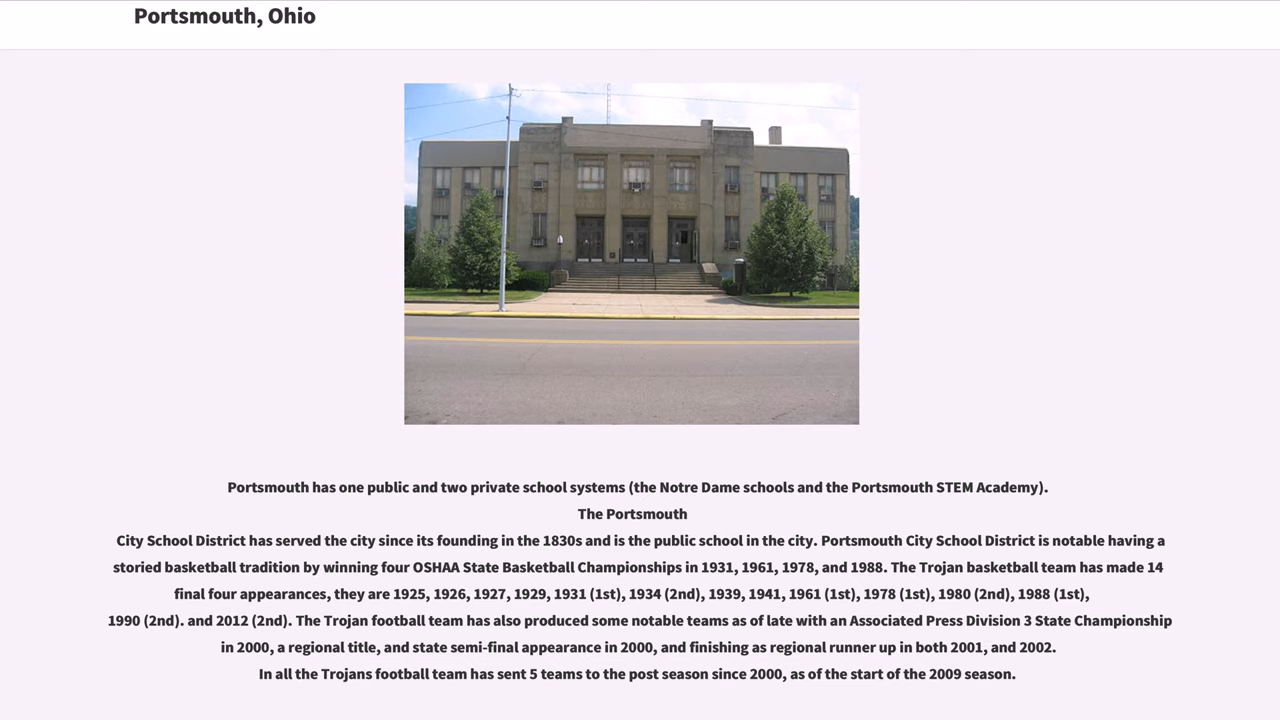 Portsmouth, Ohio
Portsmouth has one public and two private school systems (the Notre Dame schools and the Portsmouth STEM Academy).
The Portsmouth
City School District has served the city since its founding in the 1830s and is the public school in the city. Portsmouth City School District is notable having a
storied basketball tradition by winning four OSHAA State Basketball Championships in 1931, 1961, 1978, and 1988. The Trojan basketball team has made 14
final four appearances, they are 1925, 1926, 1927, 1929, 1931 (1st), 1934 (2nd), 1939, 1941, 1961 (1st), 1978 (1st), 1980 (2nd), 1988 (1st),
1990 (2nd). and 2012 (2nd). The Trojan football team has also produced some notable teams as of late with an Associated Press Division 3 State Championship
in 2000, a regional title, and state semi-final appearance in 2000, and finishing as regional runner up in both 2001, and 2002.
In all the Trojans football team has sent 5 teams to the post season since 2000, as of the start of the 2009 season.